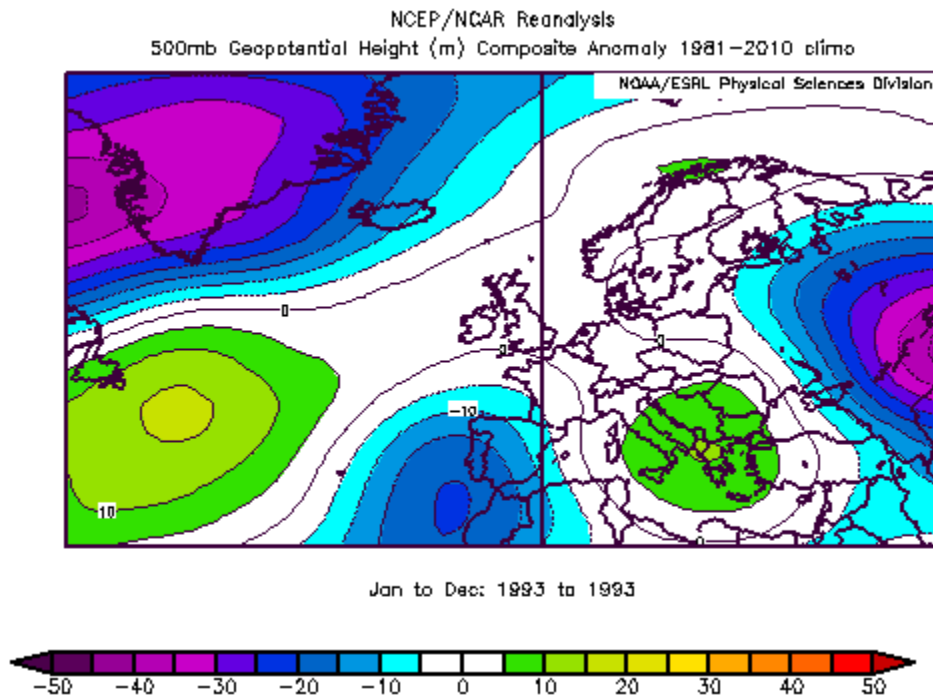 NCEP/NCAR Reanalysis
500mb Geopotential Height (m) Composite Anomaly 1981-2010 climo
NOAA/ESRL Physical Sciences Division
0
0
0
-10
10
0
Jan to Dec: 1993 to 1993
-50 -40 -30 -20 -10 0 10 20 30 40 50